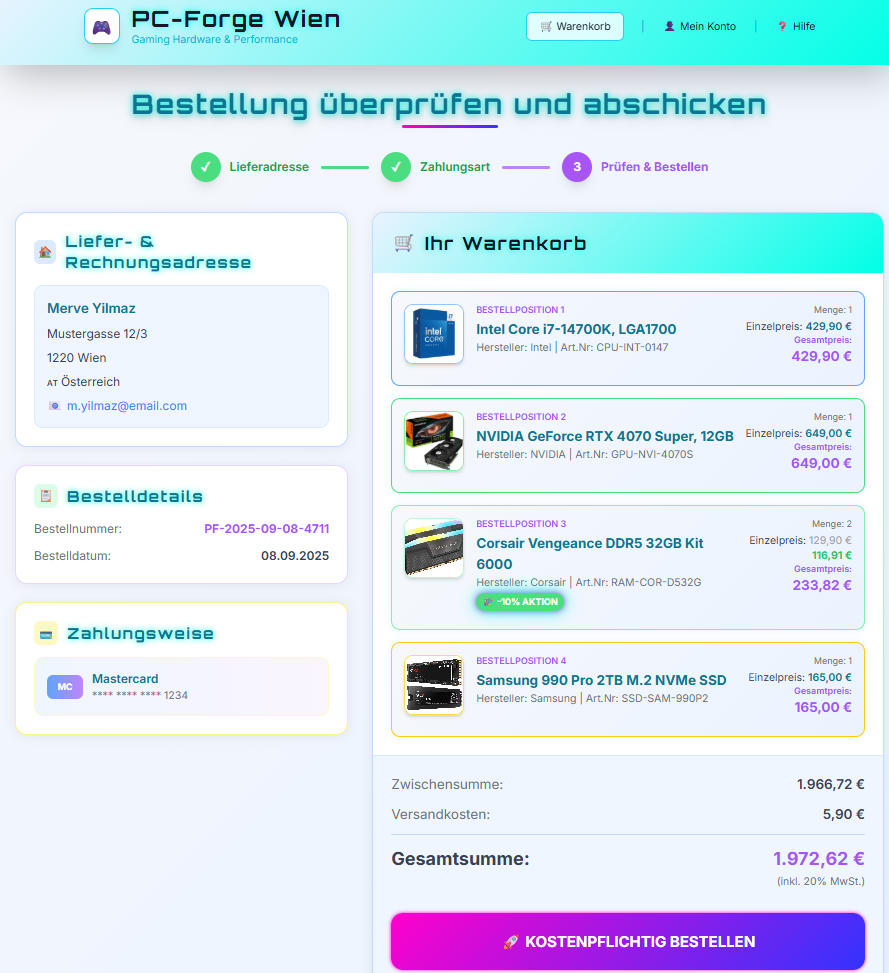 PC-Forge Wien
Gaming Hardware & Performance
Warenkorb
Mein Konto
Hilfe
Bestellung überprüfen und abschicken
✓ Lieferadresse
✓ Zahlungsart
3 Prüfen & Bestellen
Liefer- &
Rechnungsadresse
Merve Yilmaz
Mustergasse 12/3
1220 Wien
AT Österreich
m.yilmaz@email.com
Bestelldetails
Bestellnummer: PF-2025-09-08-4711
Bestelldatum: 08.09.2025
Zahlungsweise
MC
Mastercard
**** **** **** 1234
Ihr Warenkorb
intel
CORE
BESTELLPOSITION 1
Intel Core i7-14700K, LGA1700
Hersteller: Intel | Art.Nr: CPU-INT-0147
Menge: 1
Einzelpreis: 429,90 €
Gesamtpreis:
429,90 €
BESTELLPOSITION 2
NVIDIA GeForce RTX 4070 Super, 12GB
Hersteller: NVIDIA | Art.Nr: GPU-NVI-4070S
Menge: 1
Einzelpreis: 649,00 €
Gesamtpreis:
649,00 €
BESTELLPOSITION 3
Corsair Vengeance DDR5 32GB Kit
6000
Hersteller: Corsair | Art.Nr: RAM-COR-D532G
-10% AKTION
Menge: 2
Einzelpreis: 129,90 €
116,91 €
Gesamtpreis:
233,82 €
BESTELLPOSITION 4
Samsung 990 Pro 2TB M.2 NVMe SSD
Hersteller: Samsung | Art.Nr: SSD-SAM-990P2
Menge: 1
Einzelpreis: 165,00 €
Gesamtpreis:
165,00 €
Zwischensumme: 1.966,72 €
Versandkosten: 5,90 €
Gesamtsumme: 1.972,62 €
(inkl. 20% MwSt.)
KOSTENPFLICHTIG BESTELLEN